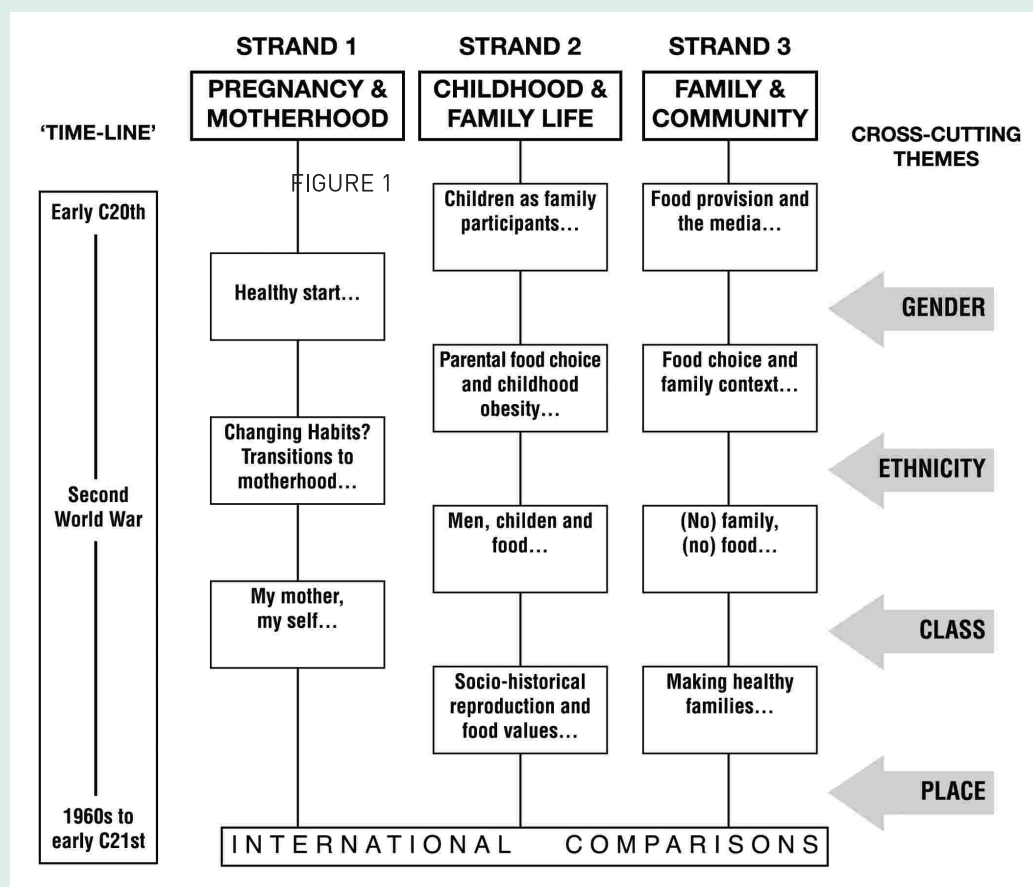 STRAND 1
PREGNANCY &
MOTHERHOOD
STRAND 2
CHILDHOOD &
FAMILY LIFE
STRAND 3
FAMILY &
COMMUNITY
'TIME-LINE'
CROSS-CUTTING
THEMES
FIGURE 1
Early C20th
Second
World War
1960s to
early C21st
Healthy start...
Changing Habits?
Transitions to
motherhood...
My mother,
my self...
Children as family
participants...
Parental food choice
and childhood
obesity...
Men, childen and
food...
Socio-historical
reproduction and
food values...
Food provision and
the media...
Food choice and
family context...
(No) family,
(no) food...
Making healthy
families...
GENDER
ETHNICITY
CLASS
PLACE
INTERNATIONAL COMPARISONS